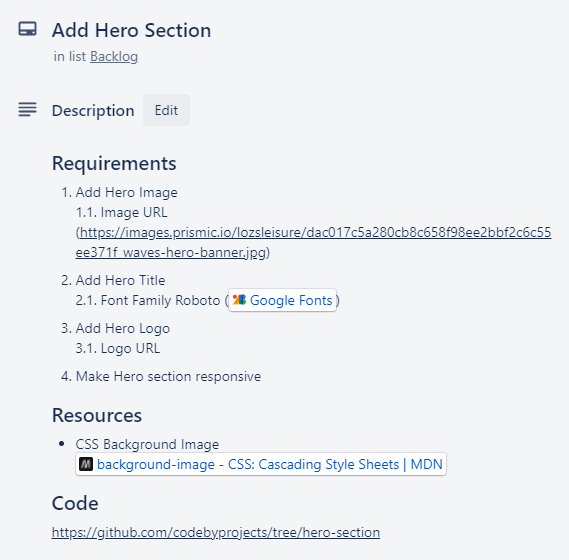 Add Hero Section
in list Backlog
Description Edit
Requirements
1. Add Hero Image
1.1. Image URL
(https://images.prismic.io/lozsleisure/dac017c5a280cb8c658f98ee2bbf2c6c55
ee371f_waves-hero-banner.jpg)
2. Add Hero Title
2.1. Font Family Roboto (Google Fonts)
3. Add Hero Logo
3.1. Logo URL
4. Make Hero section responsive
Resources
• CSS Background Image
background-image - CSS: Cascading Style Sheets | MDN
Code
https://github.com/codebyprojects/tree/hero-section